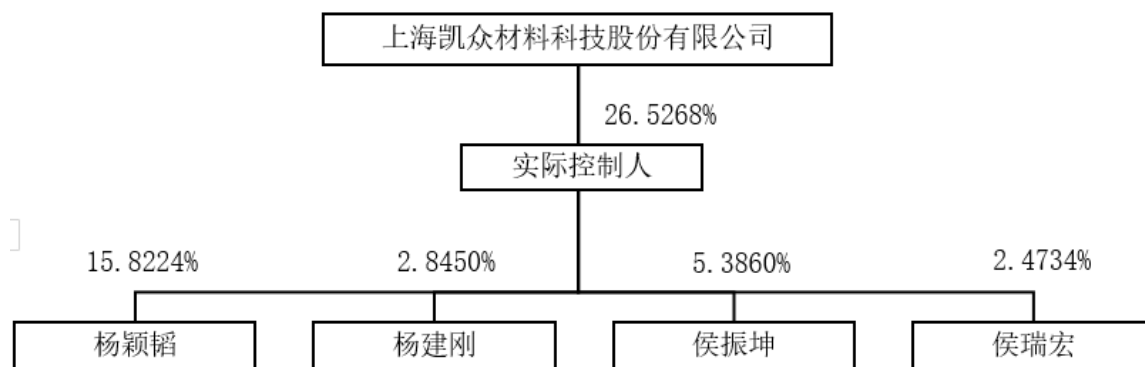 上海凯众材料科技股份有限公司
26.5268%
实际控制人
15.8224%
2.8450%
5.3860%
2.4734%
杨颖韬
杨建刚
侯振坤
侯瑞宏